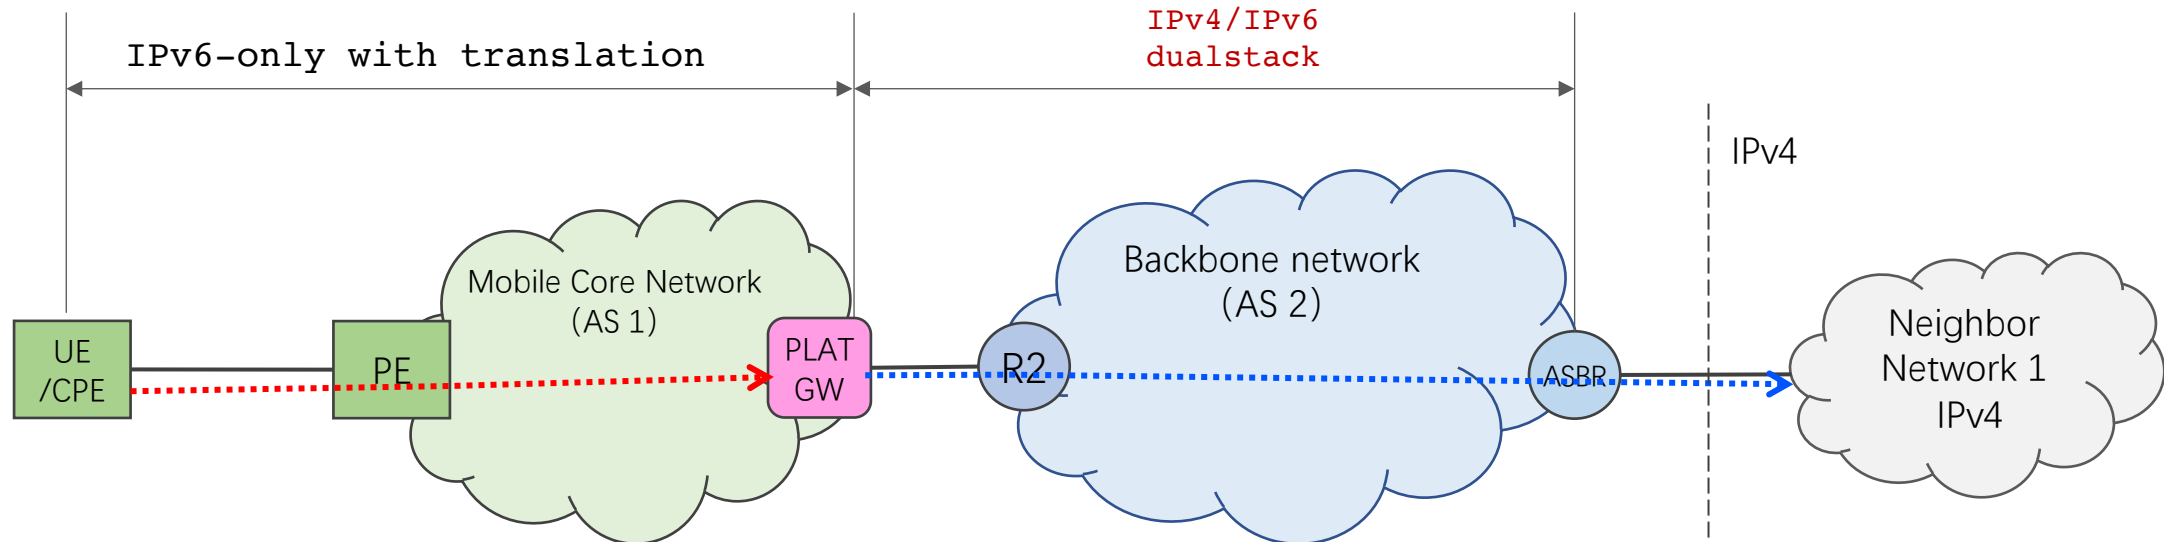 IPv6-only with translation
IPv4/IPv6
dualstack
IPv4
UE
/CPE
PE
Mobile Core Network
(AS 1)
PLAT
GW
R2
Backbone network
(AS 2)
ASBR
Neighbor
Network 1
IPv4